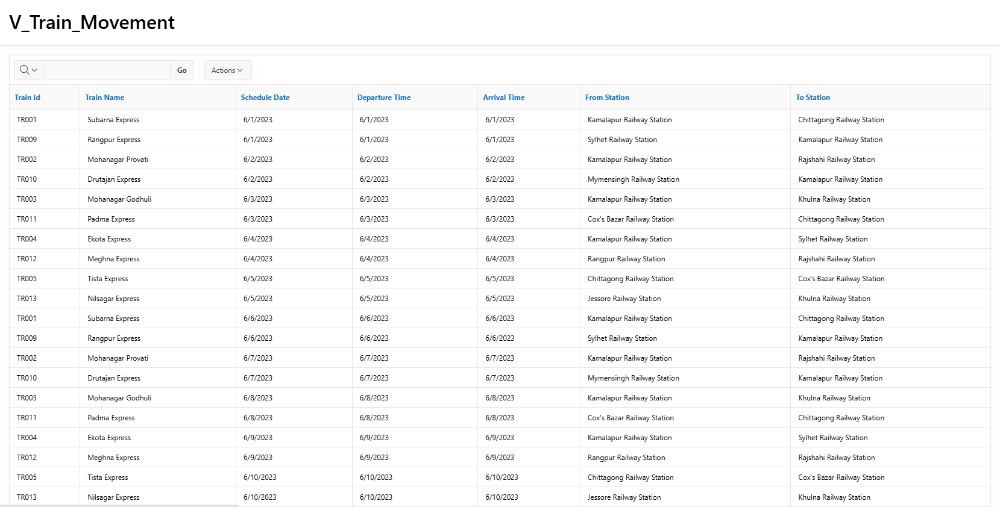 V_Train_Movement
Go Actions
Train Id Train Name Schedule Date Departure Time Arrival Time From Station To Station
TR001 Subarna Express 6/1/2023 6/1/2023 6/1/2023 Kamalapur Railway Station Chittagong Railway Station
TR009 Rangpur Express 6/1/2023 6/1/2023 6/1/2023 Sylhet Railway Station Kamalapur Railway Station
TR002 Mohanagar Provati 6/2/2023 6/2/2023 6/2/2023 Kamalapur Railway Station Rajshahi Railway Station
TR010 Drutajan Express 6/2/2023 6/2/2023 6/2/2023 Mymensingh Railway Station Kamalapur Railway Station
TR003 Mohanagar Godhuli 6/3/2023 6/3/2023 6/3/2023 Kamalapur Railway Station Khulna Railway Station
TR011 Padma Express 6/3/2023 6/3/2023 6/3/2023 Cox's Bazar Railway Station Chittagong Railway Station
TR004 Ekota Express 6/4/2023 6/4/2023 6/4/2023 Kamalapur Railway Station Sylhet Railway Station
TR012 Meghna Express 6/4/2023 6/4/2023 6/4/2023 Rangpur Railway Station Rajshahi Railway Station
TR005 Tista Express 6/5/2023 6/5/2023 6/5/2023 Chittagong Railway Station Cox's Bazar Railway Station
TR013 Nilsagar Express 6/5/2023 6/5/2023 6/5/2023 Jessore Railway Station Khulna Railway Station
TR001 Subarna Express 6/6/2023 6/6/2023 6/6/2023 Kamalapur Railway Station Chittagong Railway Station
TR009 Rangpur Express 6/6/2023 6/6/2023 6/6/2023 Sylhet Railway Station Kamalapur Railway Station
TR002 Mohanagar Provati 6/7/2023 6/7/2023 6/7/2023 Kamalapur Railway Station Rajshahi Railway Station
TR010 Drutajan Express 6/7/2023 6/7/2023 6/7/2023 Mymensingh Railway Station Kamalapur Railway Station
TR003 Mohanagar Godhuli 6/8/2023 6/8/2023 6/8/2023 Kamalapur Railway Station Khulna Railway Station
TR011 Padma Express 6/8/2023 6/8/2023 6/8/2023 Cox's Bazar Railway Station Chittagong Railway Station
TR004 Ekota Express 6/9/2023 6/9/2023 6/9/2023 Kamalapur Railway Station Sylhet Railway Station
TR012 Meghna Express 6/9/2023 6/9/2023 6/9/2023 Rangpur Railway Station Rajshahi Railway Station
TR005 Tista Express 6/10/2023 6/10/2023 6/10/2023 Chittagong Railway Station Cox's Bazar Railway Station
TR013 Nilsagar Express 6/10/2023 6/10/2023 6/10/2023 Jessore Railway Station Khulna Railway Station